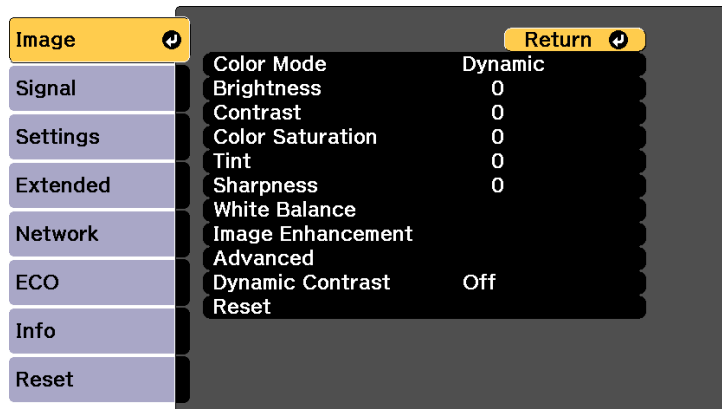 Image
Signal
Settings
Extended
Network
ECO
Info
Reset
Return
Color Mode Dynamic
Brightness 0
Contrast 0
Color Saturation 0
Tint 0
Sharpness 0
White Balance
Image Enhancement
Advanced
Dynamic Contrast Off
Reset